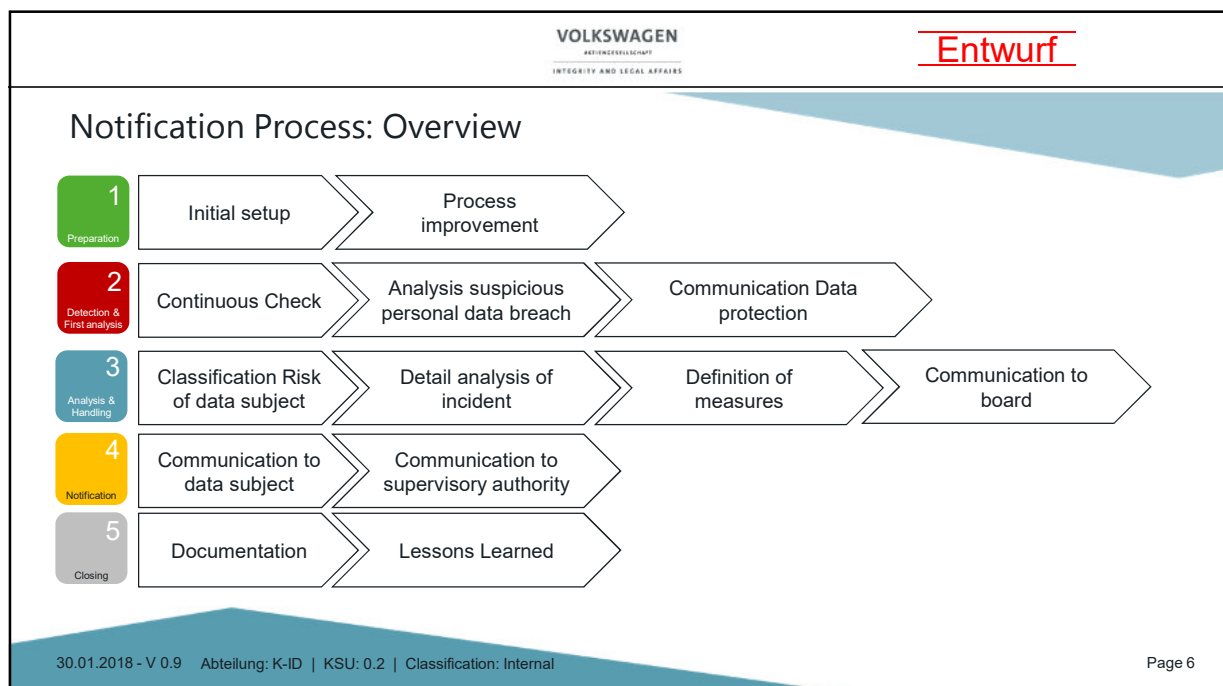 VOLKSWAGEN
AKTIENGESELLSCHAFT
INTEGRITY AND LEGAL AFFAIRS
Entwurf
Notification Process: Overview
1
Preparation
Initial setup
Process
improvement
2
Detection &
First analysis
Continuous Check
Analysis suspicious
personal data breach
Communication Data
protection
3
Analysis &
Handling
Classification Risk
of data subject
Detail analysis of
incident
Definition of
measures
Communication to
board
4
Notification
Communication to
data subject
Communication to
supervisory authority
5
Closing
Documentation
Lessons Learned
30.01.2018 - V 0.9 Abteilung: K-ID | KSU: 0.2 | Classification: Internal
Page 6